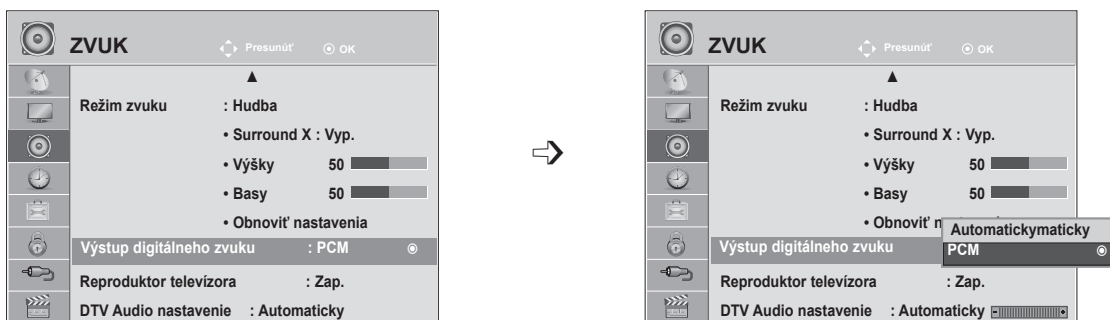 ZVUK
Presunúť
OK
Režim zvuku : Hudba
• Surround X : Vyp.
• Výšky 50
• Basy 50
• Obnoviť nastavenia
Výstup digitálneho zvuku : PCM
Reproduktor televízora : Zap.
DTV Audio nastavenie : Automaticky
ZVUK
Presunúť
OK
Režim zvuku : Hudba
• Surround X : Vyp.
• Výšky 50
• Basy 50
• Obnoviť n
Automatickymaticky
Výstup digitálneho zvuku
PCM
Reproduktor televízora : Zap.
DTV Audio nastavenie : Automaticky